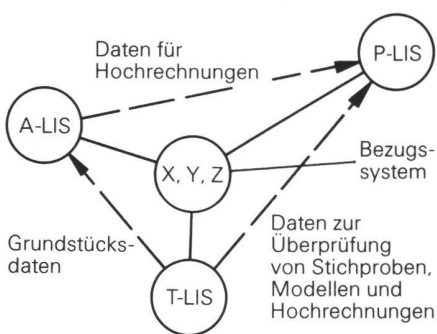 Daten für
Hochrechnungen
P-LIS
A-LIS
X, Y, Z
Bezugs-
system
Grundstücks-
daten
Daten zur
Überprüfung
von Stichproben,
Modellen und
Hochrechnungen
T-LIS